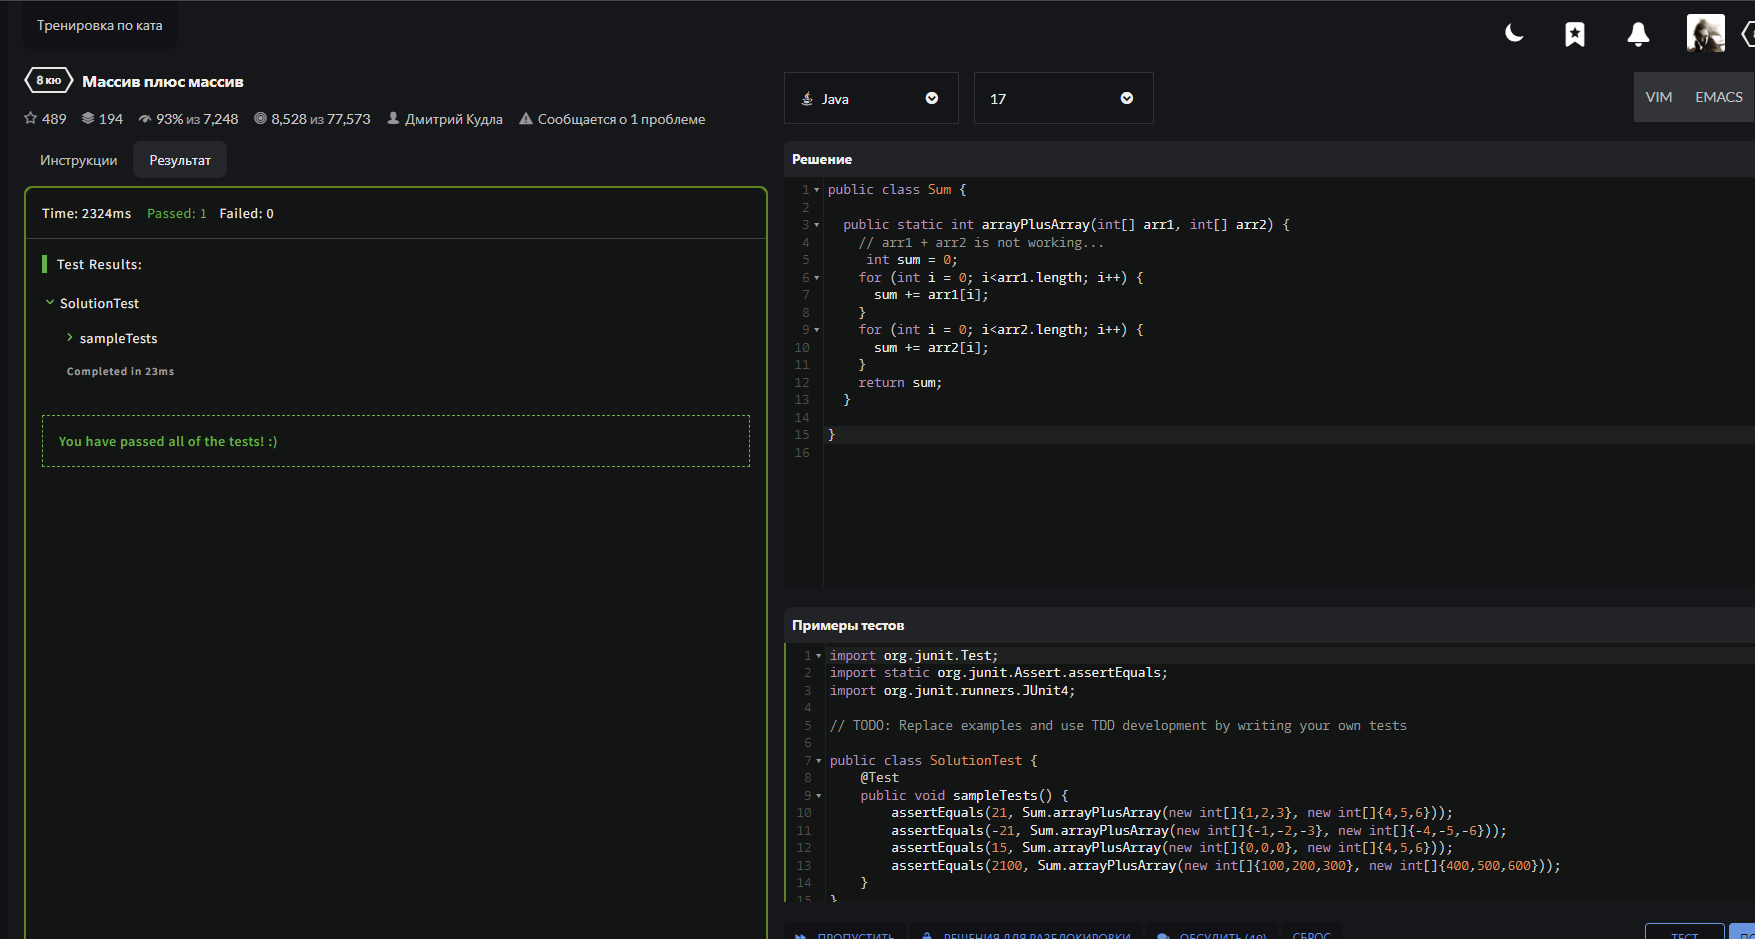 Тренировка по ката
8 кю Массив плюс массив
489 194 93% из 7,248 8,528 из 77,573 Дмитрий Кудла Сообщается о 1 проблеме
Инструкции Результат
Time: 2324ms Passed: 1 Failed: 0
Test Results:
SolutionTest
sampleTests
Completed in 23ms
You have passed all of the tests! :)
Java 17 VIM EMACS
Решение
1 public class Sum {
2
3 public static int arrayPlusArray(int[] arr1, int[] arr2) {
4 // arr1 + arr2 is not working...
5 int sum = 0;
6 for (int i = 0; i<arr1.length; i++) {
7 sum += arr1[i];
8 }
9 for (int i = 0; i<arr2.length; i++) {
10 sum += arr2[i];
11 }
12 return sum;
13 }
14
15 }
16
Примеры тестов
1 import org.junit.Test;
2 import static org.junit.Assert.assertEquals;
3 import org.junit.runners.JUnit4;
4
5 // TODO: Replace examples and use TDD development by writing your own tests
6
7 public class SolutionTest {
8 @Test
9 public void sampleTests() {
10 assertEquals(21, Sum.arrayPlusArray(new int[]{1,2,3}, new int[]{4,5,6}));
11 assertEquals(-21, Sum.arrayPlusArray(new int[]{-1,-2,-3}, new int[]{-4,-5,-6}));
12 assertEquals(15, Sum.arrayPlusArray(new int[]{0,0,0}, new int[]{4,5,6}));
13 assertEquals(2100, Sum.arrayPlusArray(new int[]{100,200,300}, new int[]{400,500,600}));
14 }
15 }
ПРОПУСТИТЬ РЕШЕНИЯ ДЛЯ РАЗБЛОКИРОВКИ ОБСУДИТЬ (49) СБРОС ТЕСТ